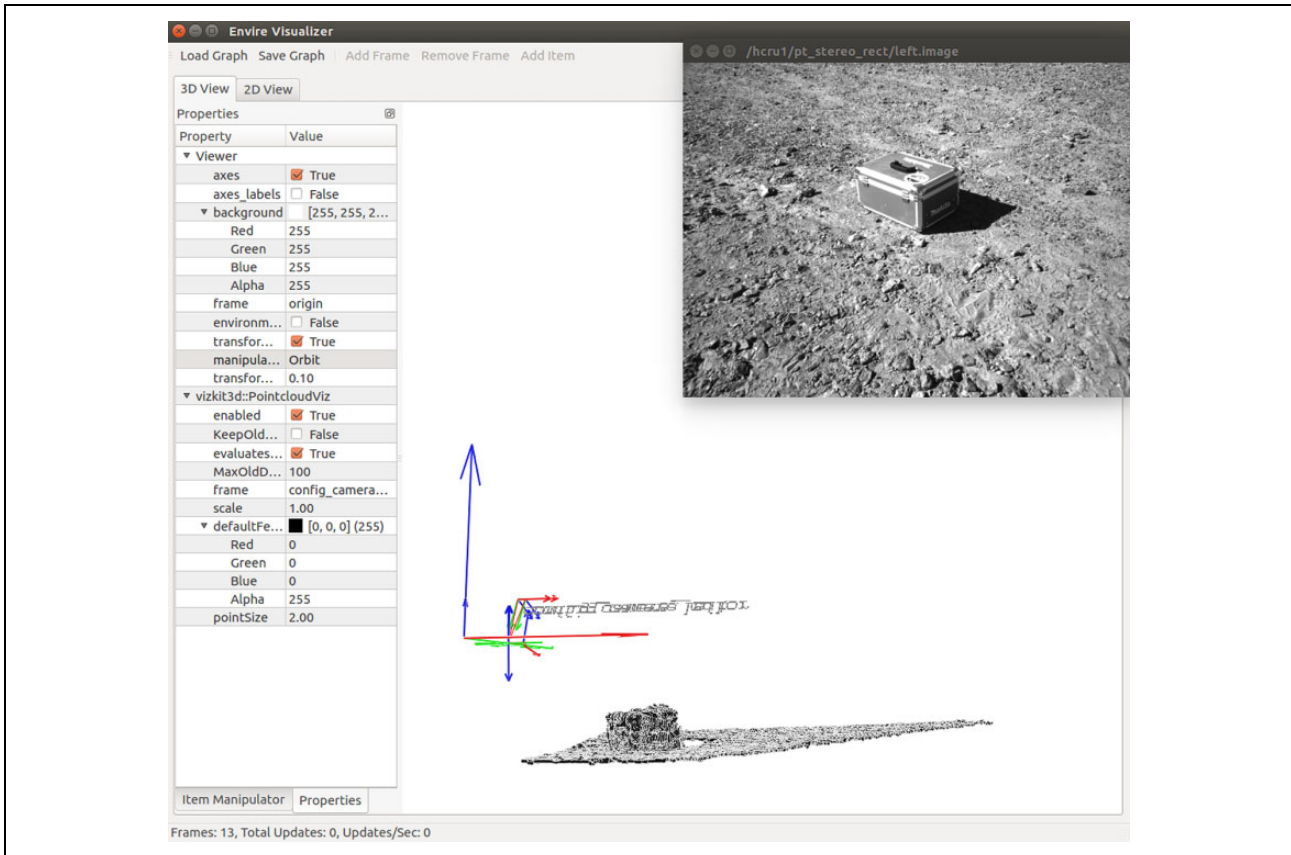 Envire Visualizer
Load Graph Save Graph Add Frame Remove Frame Add Item
/hcru1/pt_stereo_rect/left.image
3D View 2D View
Properties
Property Value
Viewer
axes True
axes_labels False
background [255, 255, 2...
Red 255
Green 255
Blue 255
Alpha 255
frame origin
environm... False
transfor... True
manipula... Orbit
transfor... 0.10
vizkit3d::PointcloudViz
enabled True
KeepOld... False
evaluates... True
MaxOldD... 100
frame config_camera...
scale 1.00
defaultFe... [0, 0, 0] (255)
Red 0
Green 0
Blue 0
Alpha 255
pointSize 2.00
Item Manipulator Properties
Frames: 13, Total Updates: 0, Updates/Sec: 0